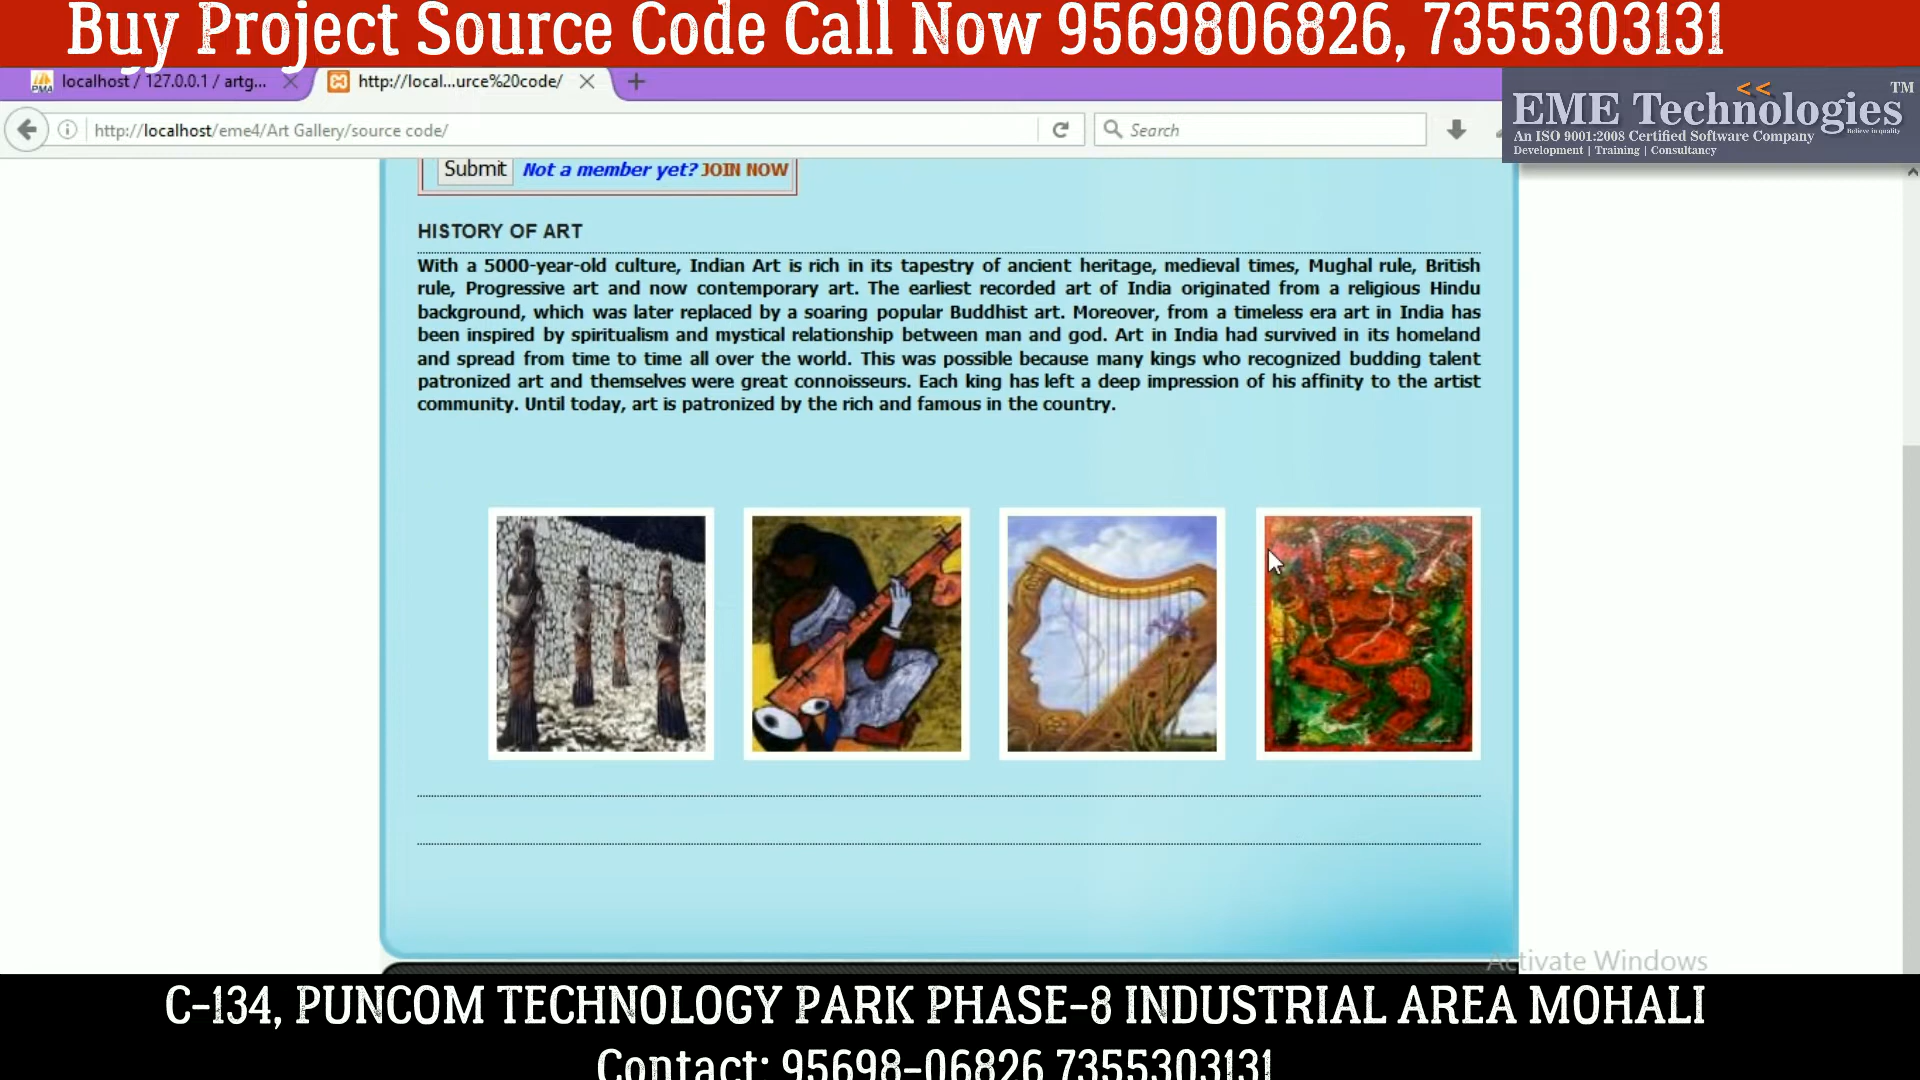 Buy Project Source Code Call Now 9569806826, 7355303131
localhost / 127.0.0.1 / artg...
http://local...urce%20code/
http://localhost/eme4/Art Gallery/source code/
Search
EME Technologies TM
Believe in quality
An ISO 9001:2008 Certified Software Company
Development | Training | Consultancy
Submit Not a member yet? JOIN NOW
HISTORY OF ART
With a 5000-year-old culture, Indian Art is rich in its tapestry of ancient heritage, medieval times, Mughal rule, British
rule, Progressive art and now contemporary art. The earliest recorded art of India originated from a religious Hindu
background, which was later replaced by a soaring popular Buddhist art. Moreover, from a timeless era art in India has
been inspired by spiritualism and mystical relationship between man and god. Art in India had survived in its homeland
and spread from time to time all over the world. This was possible because many kings who recognized budding talent
patronized art and themselves were great connoisseurs. Each king has left a deep impression of his affinity to the artist
community. Until today, art is patronized by the rich and famous in the country.
Activate Windows
C-134, PUNCOM TECHNOLOGY PARK PHASE-8 INDUSTRIAL AREA MOHALI
Contact: 95698-06826 7355303131